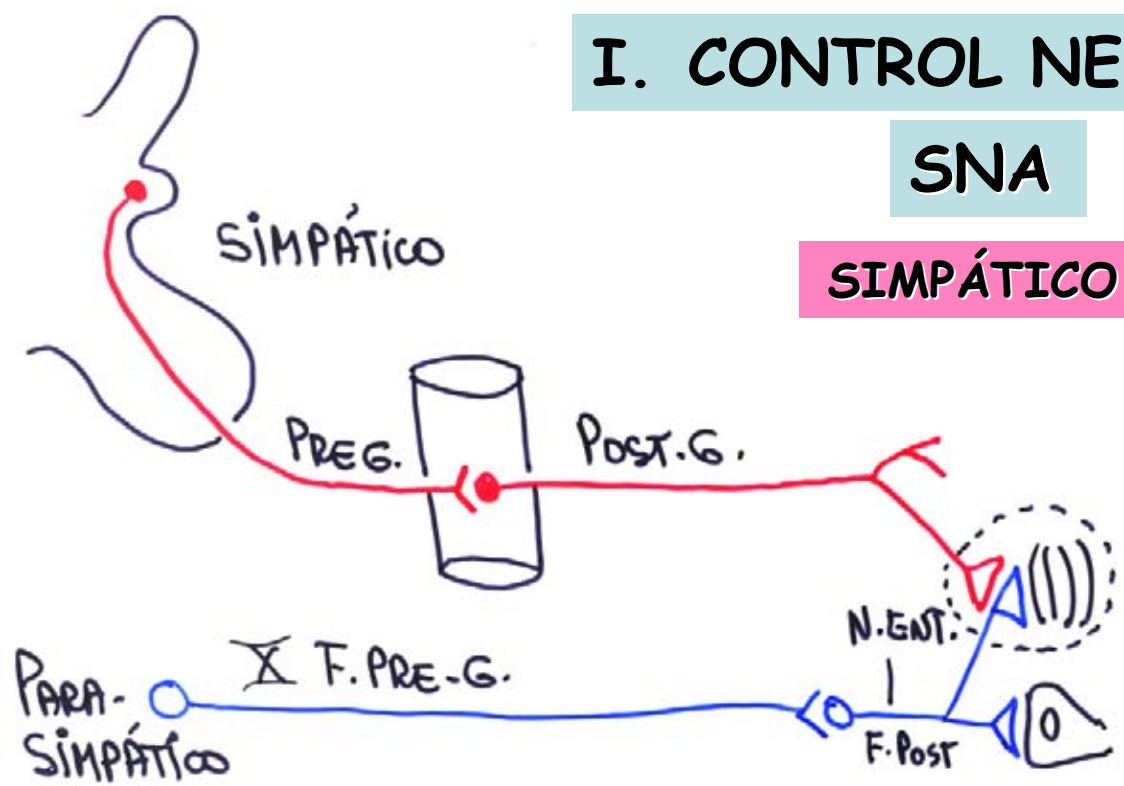 I. CONTROL NE
SNA
SIMPÁTICO
SIMPÁTICO
PREG.
POST.G.
N.ENT.
X F.PRE-G.
PARA-
SIMPÁTICO
F.POST